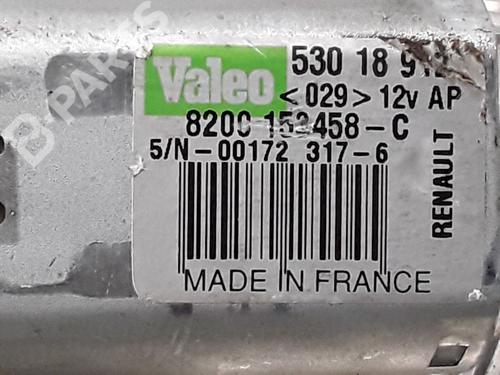 Valeo
530 18 912
<029> 12v AP
8200 152458-C
S/N-00172 317-6
RENAULT
MADE IN FRANCE
B-PARTS